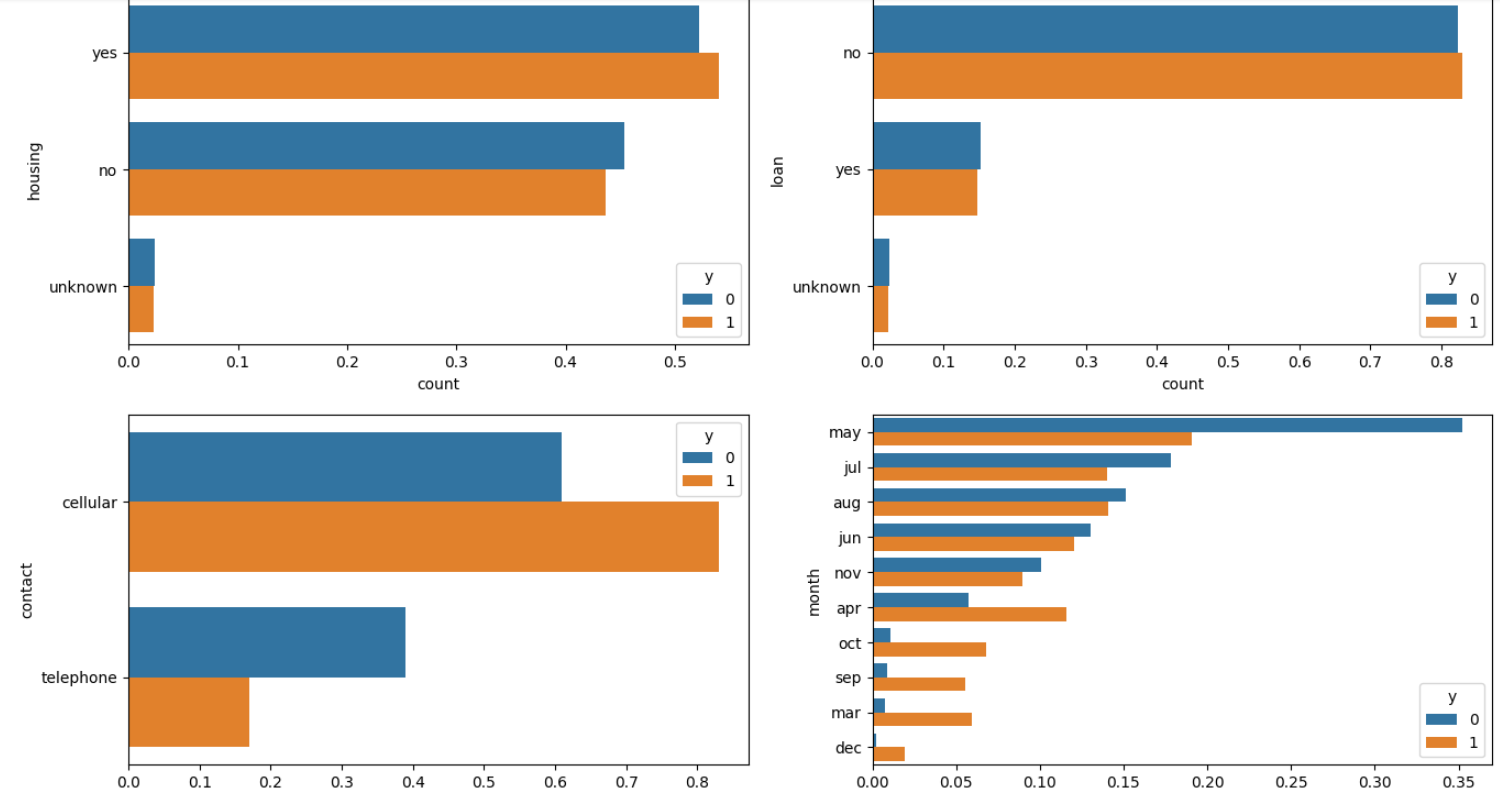 housing
yes
no
unknown
y
0
1
0.0 0.1 0.2 0.3 0.4 0.5
count
loan
no
yes
unknown
y
0
1
0.0 0.1 0.2 0.3 0.4 0.5 0.6 0.7 0.8
count
contact
cellular
telephone
y
0
1
0.0 0.1 0.2 0.3 0.4 0.5 0.6 0.7 0.8
month
may
jul
aug
jun
nov
apr
oct
sep
mar
dec
y
0
1
0.00 0.05 0.10 0.15 0.20 0.25 0.30 0.35